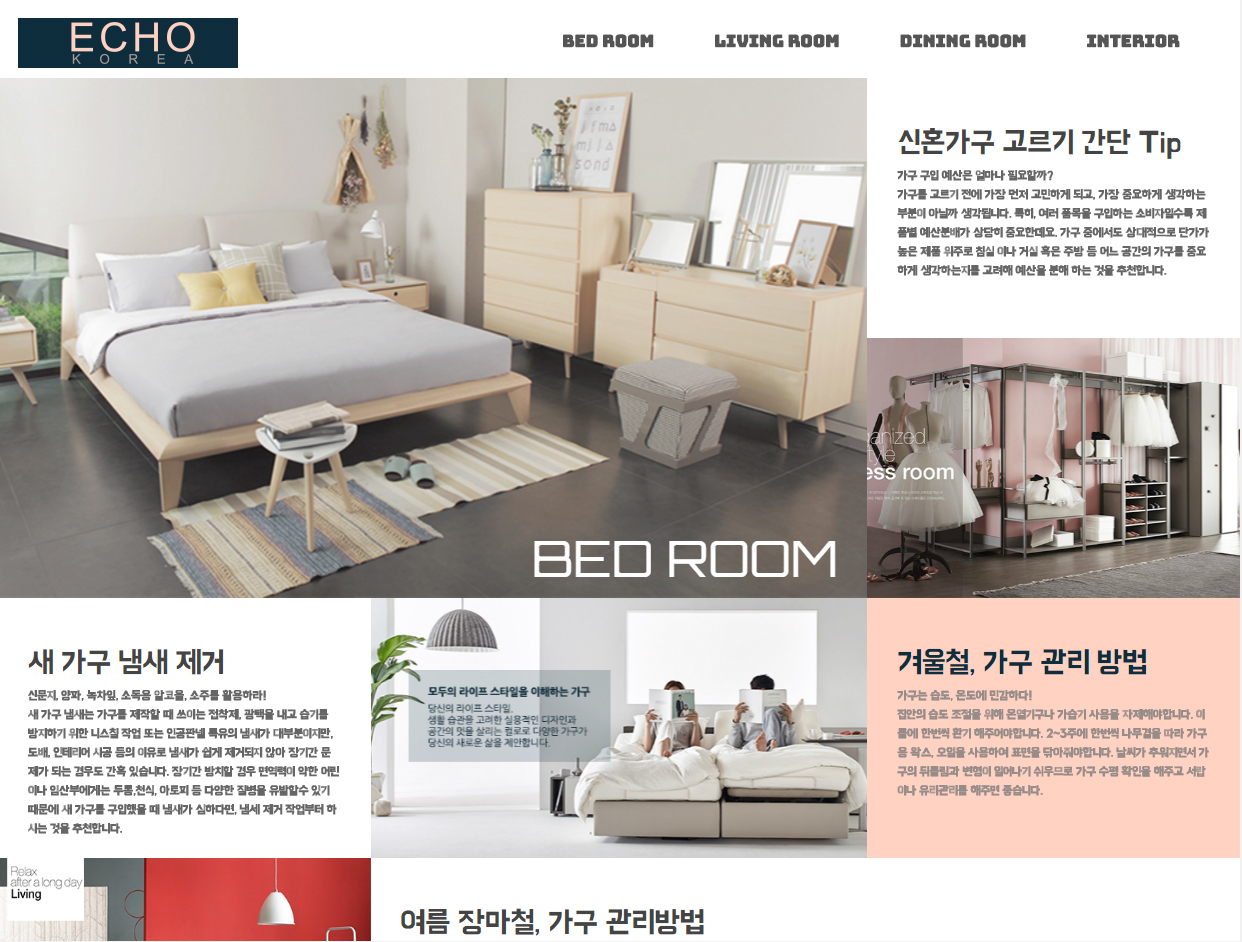 ECHO
KOREA
BED ROOM
LIVING ROOM
DINING ROOM
INTERIOR
신혼가구 고르기 간단 Tip
가구 구입 예산은 얼마나 필요할까?
가구를 고르기 전에 가장 먼저 고민하게 되고, 가장 중요하게 생각하는
부분이 아닐까 생각됩니다. 특히, 여러 품목을 구입하는 소비자일수록 제
품별 예산분배가 상당히 중요한데요. 가구 중에서도 상대적으로 단가가
높은 제품 위주로 침실 이나 거실 혹은 주방 등 어느 공간의 가구를 중요
하게 생각하는지를 고려해 예산을 분해 하는 것을 추천합니다.
BED ROOM
anized
tyle
ess room
새 가구 냄새 제거
신문지, 양파, 녹차잎, 소독용 알코올, 소주를 활용하라!
새 가구 냄새는 가구를 제작할 때 쓰이는 접착제, 광택을 내고 습기를
방지하기 위한 니스칠 작업 또는 인공판넬 특유의 냄새가 대부분이지만,
도배, 인테리어 시공 등의 이유로 냄새가 쉽게 제거되지 않아 장기간 문
제가 되는 경우도 간혹 있습니다. 장기간 방치할 경우 면역력이 약한 어린
이나 임산부에게는 두통,천식, 아토피 등 다양한 질병을 유발할수 있기
때문에 새 가구를 구입했을 때 냄새가 심하다면, 냄세 제거 작업부터 하
시는 것을 추천합니다.
모두의 라이프 스타일을 이해하는 가구
당신의 라이프 스타일,
생활 습관을 고려한 실용적인 디자인과
공간의 멋을 살리는 컬로로 다양한 가구가
당신의 새로운 삶을 제안합니다.
겨울철, 가구 관리 방법
가구는 습도, 온도에 민감하다!
집안의 습도 조절을 위해 온열기구나 가습기 사용을 자제해야합니다. 이
틀에 한번씩 환기 해주어야합니다. 2~3주에 한번씩 나무결을 따라 가구
용 왁스, 오일을 사용하여 표면을 닦아줘야합니다. 날씨가 추워지면서 가
구의 뒤틀림과 변형이 일어나기 쉬우므로 가구 수평 확인을 해주고 서랍
이나 유리관리를 해주면 좋습니다.
Relax
after a long day
Living
여름 장마철, 가구 관리방법